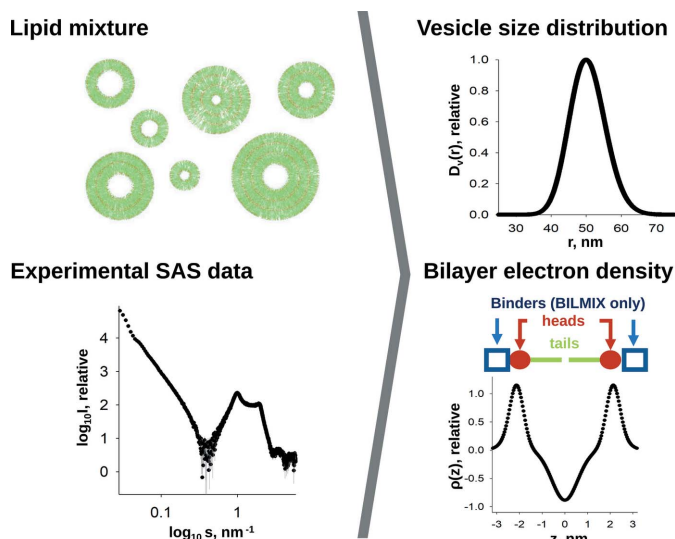 Lipid mixture
Vesicle size distribution
1.0
0.8
0.6
0.4
0.2
0.0
Dᵥ(r), relative
30
40
50
60
70
r, nm
Experimental SAS data
4
3
2
1
0
log₁₀I, relative
0.1
1
log₁₀ s, nm⁻¹
Bilayer electron density
Binders (BILMIX only)
heads
tails
1.0
0.5
0.0
-0.5
-1.0
ρ(z), relative
-3
-2
-1
0
1
2
3
z, nm